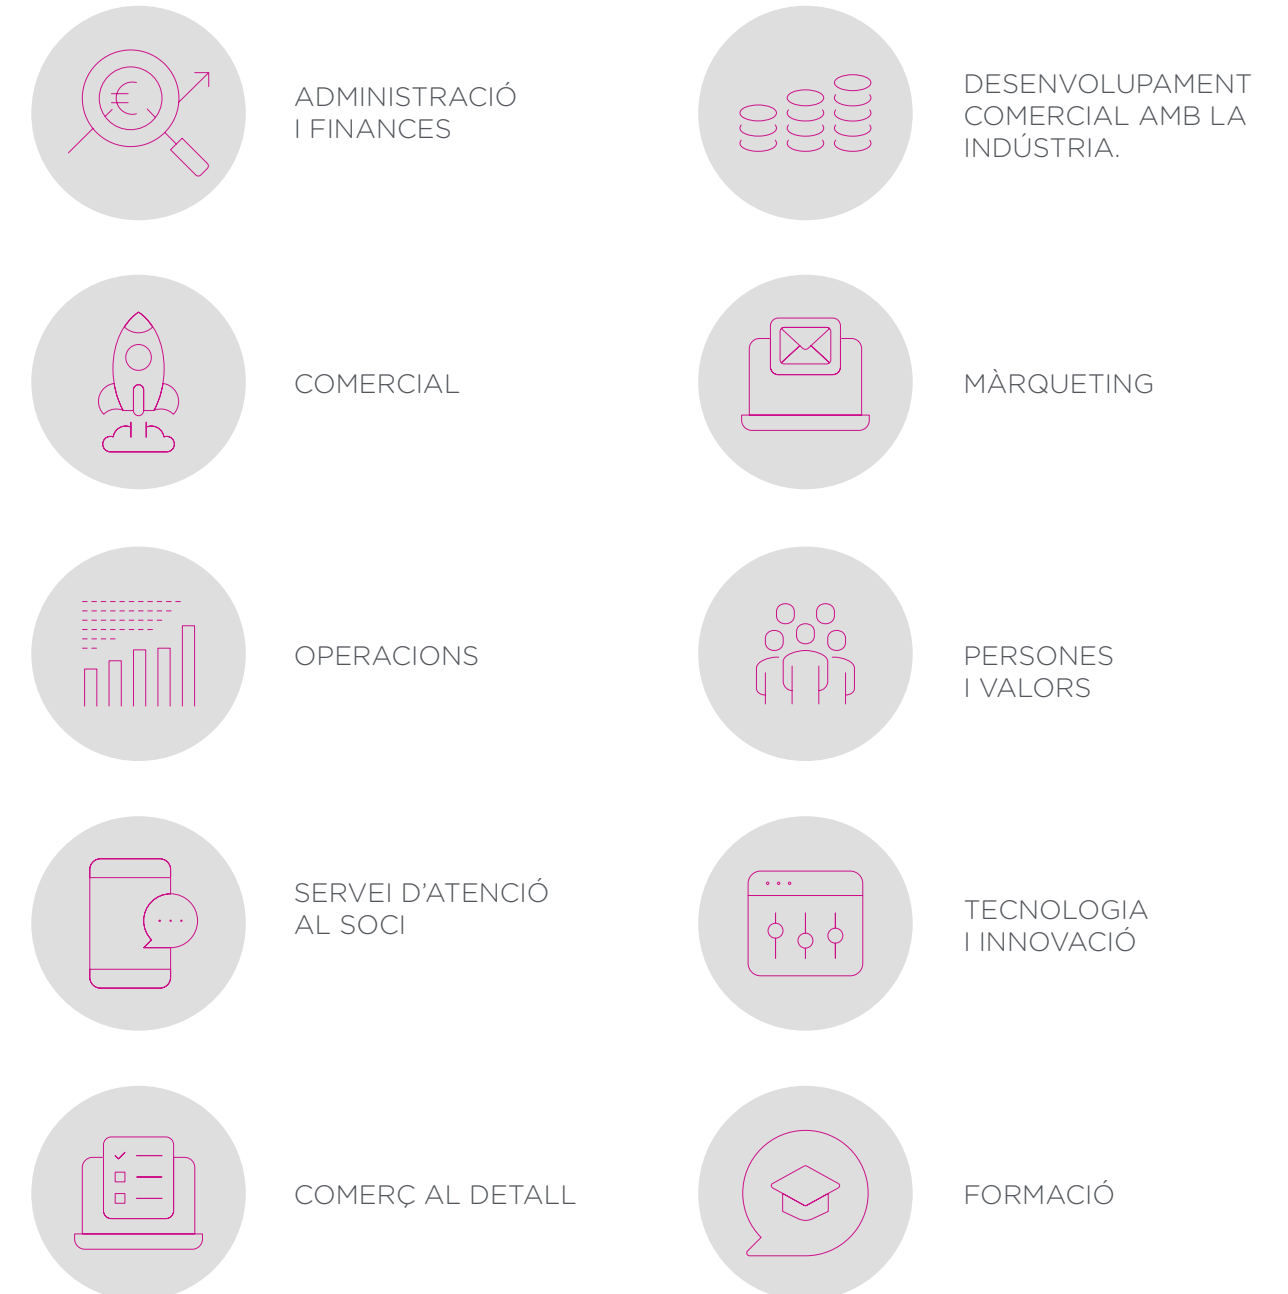 ADMINISTRACIÓ
I FINANCES
DESENVOLUPAMENT
COMERCIAL AMB LA
INDÚSTRIA.
COMERCIAL
MÀRQUETING
OPERACIONS
PERSONES
I VALORS
SERVEI D’ATENCIÓ
AL SOCI
TECNOLOGIA
I INNOVACIÓ
COMERÇ AL DETALL
FORMACIÓ